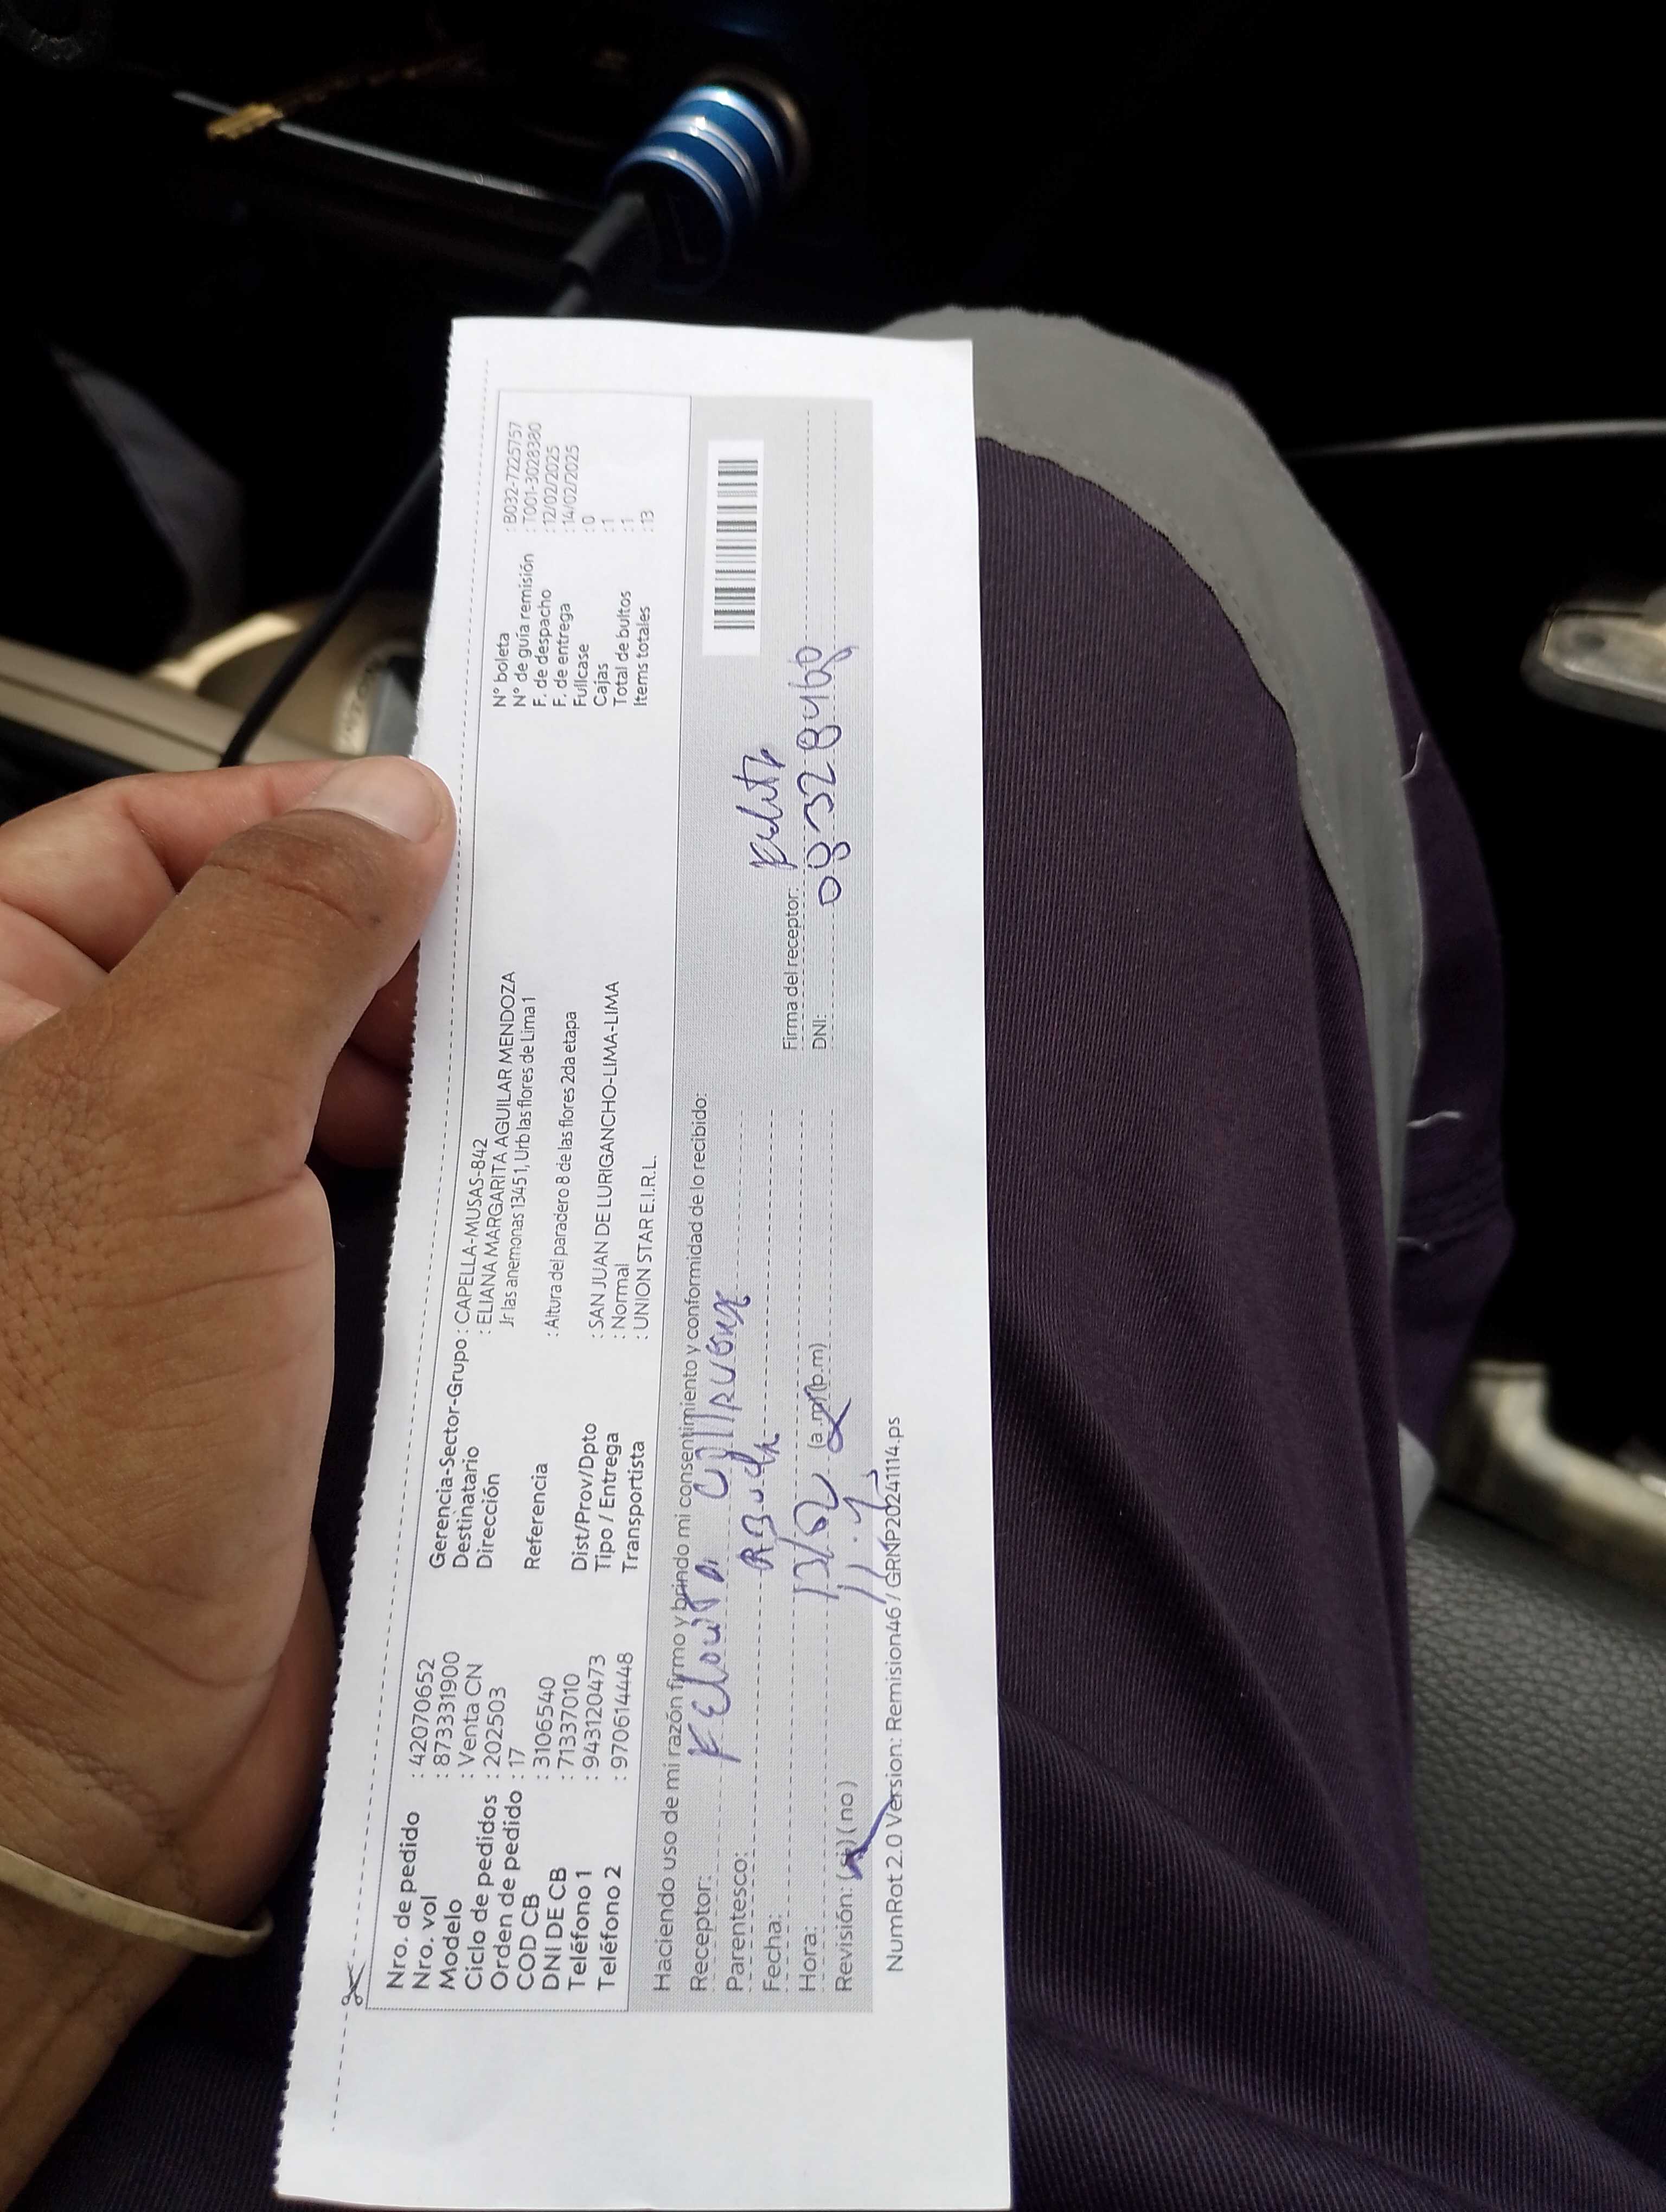 Nro. de pedido : 42070652
Nro. vol : 873331900
Modelo : Venta CN
Ciclo de pedidos : 202503
Orden de pedido : 17
COD CB : 3106540
DNI DE CB : 71337010
Teléfono 1 : 943120473
Teléfono 2 : 970614448
Gerencia-Sector-Grupo : CAPELLA-MUSAS-842
Destinatario : ELIANA MARGARITA AGUILAR MENDOZA
Dirección Jr las anemonas 1345 1, Urb las flores de Lima 1
Referencia : Altura del paradero 8 de las flores 2da etapa
Dist/Prov/Dpto : SAN JUAN DE LURIGANCHO-LIMA-LIMA
Tipo / Entrega : Normal
Transportista : UNION STAR E.I.R.L.
N° boleta : B032-7225757
N° de guía remisión : T001-3028380
F. de despacho : 12/02/2025
F. de entrega : 14/02/2025
Fullcase : 0
Cajas : 1
Total de bultos : 1
Items totales : 13
Haciendo uso de mi razón firmo y brindo mi consentimiento y conformidad de lo recibido:
Receptor:
Parentesco:
Fecha: 13/02
Hora: (a.m)(p.m)
Revisión: (si) (no)
Firma del receptor:
DNI: 08328460
NumRot 2.0 Version: Remision46 / GRNP20241114.ps